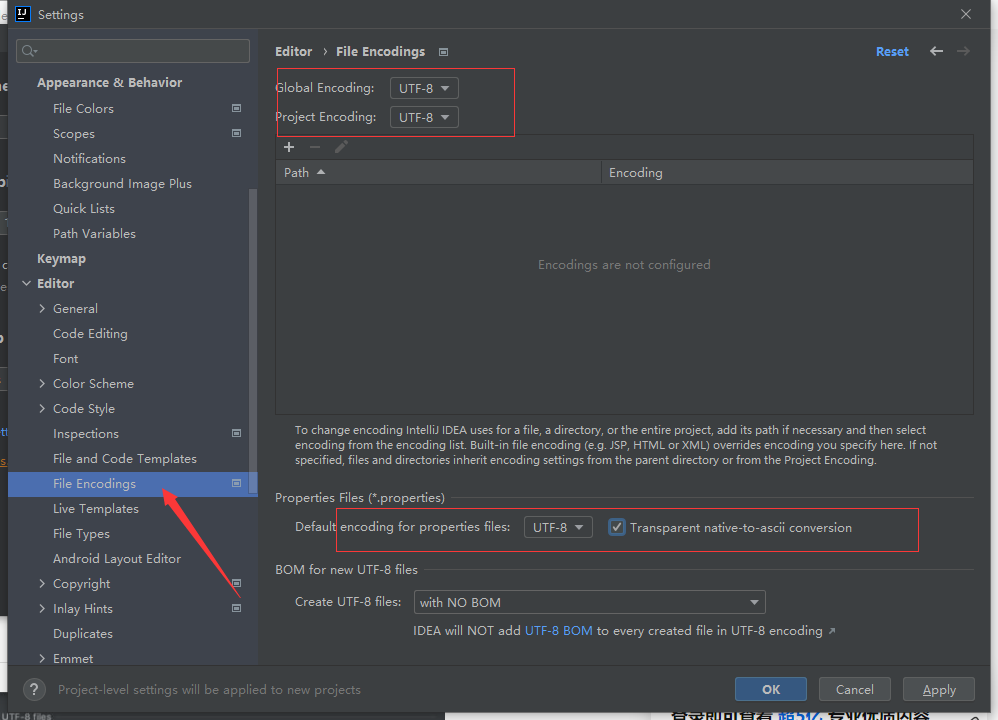 Settings
Editor › File Encodings
Reset
Appearance & Behavior
File Colors
Scopes
Notifications
Background Image Plus
Quick Lists
Path Variables
Keymap
Editor
General
Code Editing
Font
Color Scheme
Code Style
Inspections
File and Code Templates
File Encodings
Live Templates
File Types
Android Layout Editor
Copyright
Inlay Hints
Duplicates
Emmet
Global Encoding: UTF-8
Project Encoding: UTF-8
Path Encoding
Encodings are not configured
To change encoding IntelliJ IDEA uses for a file, a directory, or the entire project, add its path if necessary and then select
encoding from the encoding list. Built-in file encoding (e.g. JSP, HTML or XML) overrides encoding you specify here. If not
specified, files and directories inherit encoding settings from the parent directory or from the Project Encoding.
Properties Files (*.properties)
Default encoding for properties files: UTF-8 Transparent native-to-ascii conversion
BOM for new UTF-8 files
Create UTF-8 files: with NO BOM
IDEA will NOT add UTF-8 BOM to every created file in UTF-8 encoding ↗
? Project-level settings will be applied to new projects
OK Cancel Apply